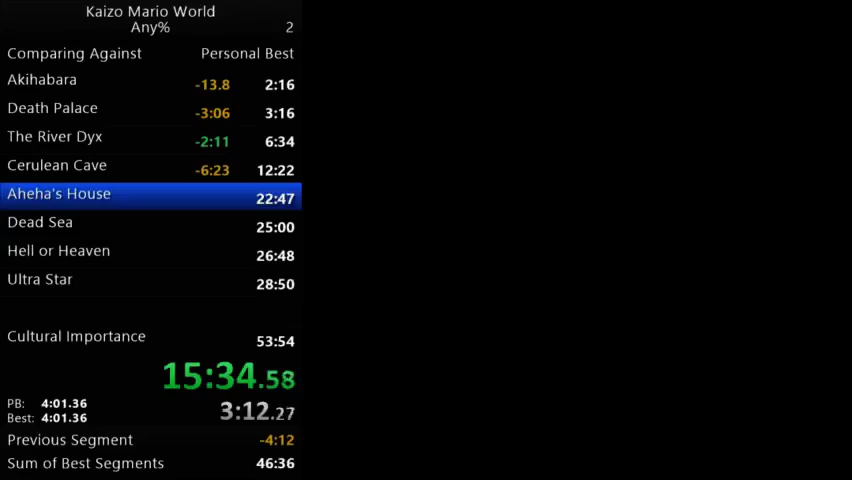 Kaizo Mario World
Any% 2
Comparing Against Personal Best
Akihabara -13.8 2:16
Death Palace -3:06 3:16
The River Dyx -2:11 6:34
Cerulean Cave -6:23 12:22
Aheha's House 22:47
Dead Sea 25:00
Hell or Heaven 26:48
Ultra Star 28:50
Cultural Importance 53:54
15:34.58
PB: 4:01.36 3:12.27
Best: 4:01.36
Previous Segment -4:12
Sum of Best Segments 46:36